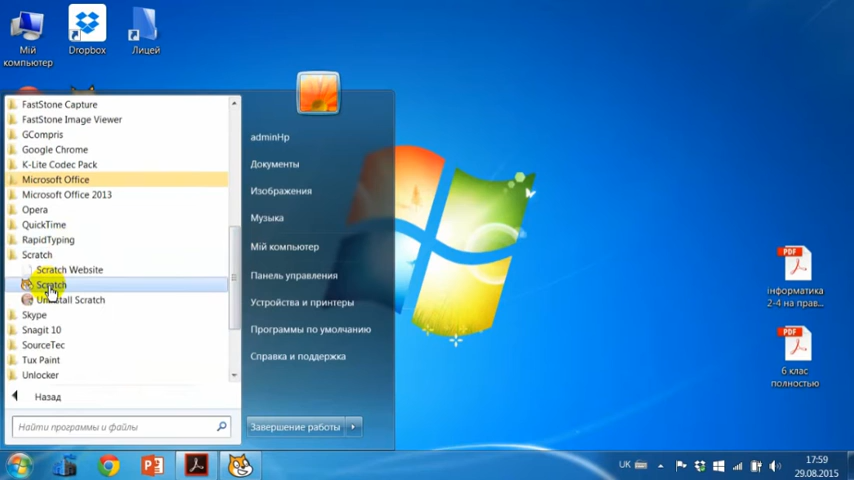 Мій
компьютер
Dropbox
Лицей
FastStone Capture
FastStone Image Viewer
GCompris
Google Chrome
K-Lite Codec Pack
Microsoft Office
Microsoft Office 2013
Opera
QuickTime
RapidTyping
Scratch
Scratch Website
Scratch
Uninstall Scratch
Skype
Snagit 10
SourceTec
Tux Paint
Unlocker
Назад
Найти программы и файлы
adminHp
Документы
Изображения
Музыка
Мій компьютер
Панель управления
Устройства и принтеры
Программы по умолчанию
Справка и поддержка
Завершение работы
PDF
інформатика
2-4 на прав...
PDF
6 клас
полностью
UK
17:59
29.08.2015